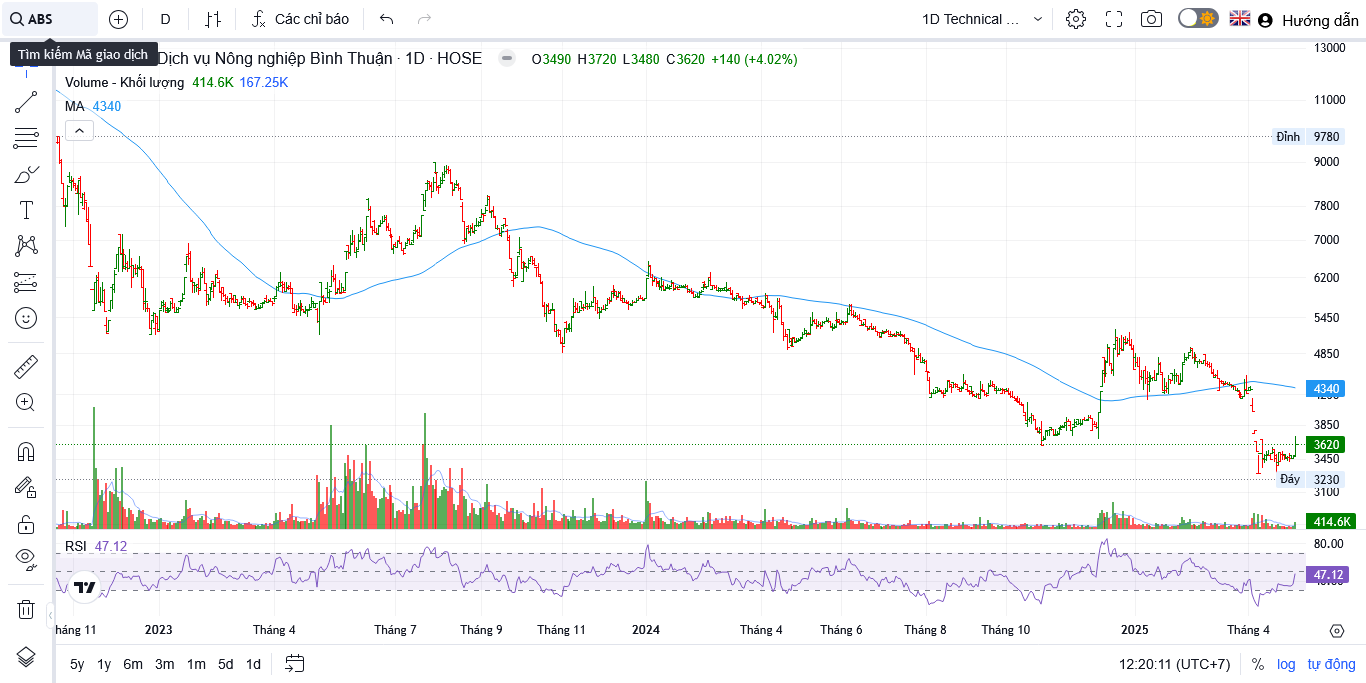 ABS
D
Các chỉ báo
1D Technical ...
Hướng dẫn
Tìm kiếm Mã giao dịch
Dịch vụ Nông nghiệp Bình Thuận · 1D · HOSE
O3490 H3720 L3480 C3620 +140 (+4.02%)
Volume - Khối lượng 414.6K 167.25K
MA 4340
13000
11000
Đỉnh 9780
9000
7800
7000
6200
5450
4850
4340
3850
3620
3450
Đáy 3230
3100
414.6K
RSI 47.12
80.00
47.12
háng 11 2023 Tháng 4 Tháng 7 Tháng 9 Tháng 11 2024 Tháng 4 Tháng 6 Tháng 8 Tháng 10 2025 Tháng 4
5y 1y 6m 3m 1m 5d 1d
12:20:11 (UTC+7) % log tự động